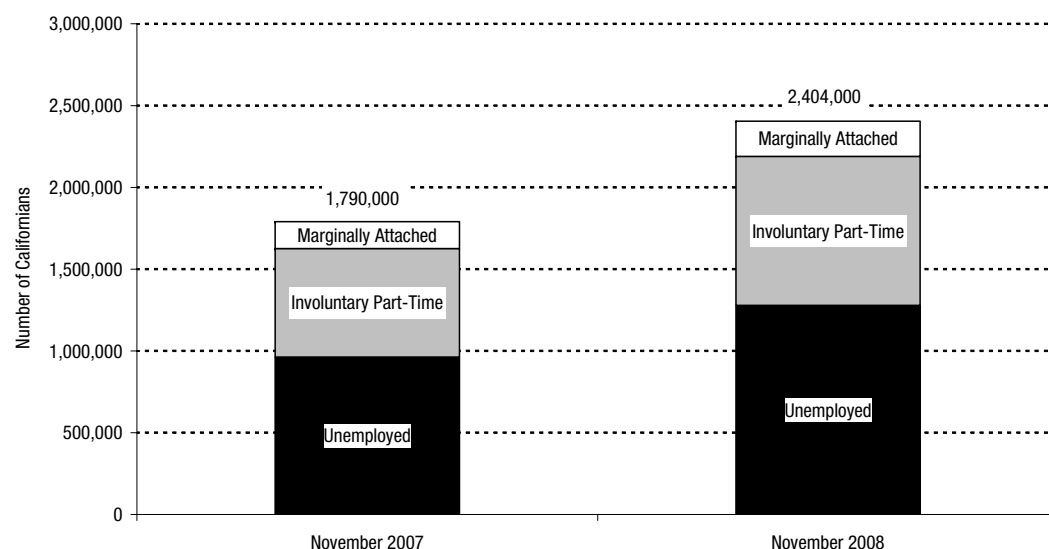 3,000,000
2,500,000
2,000,000
1,500,000
1,000,000
500,000
0
Number of Californians
1,790,000
Marginally Attached
Involuntary Part-Time
Unemployed
2,404,000
Marginally Attached
Involuntary Part-Time
Unemployed
November 2007
November 2008